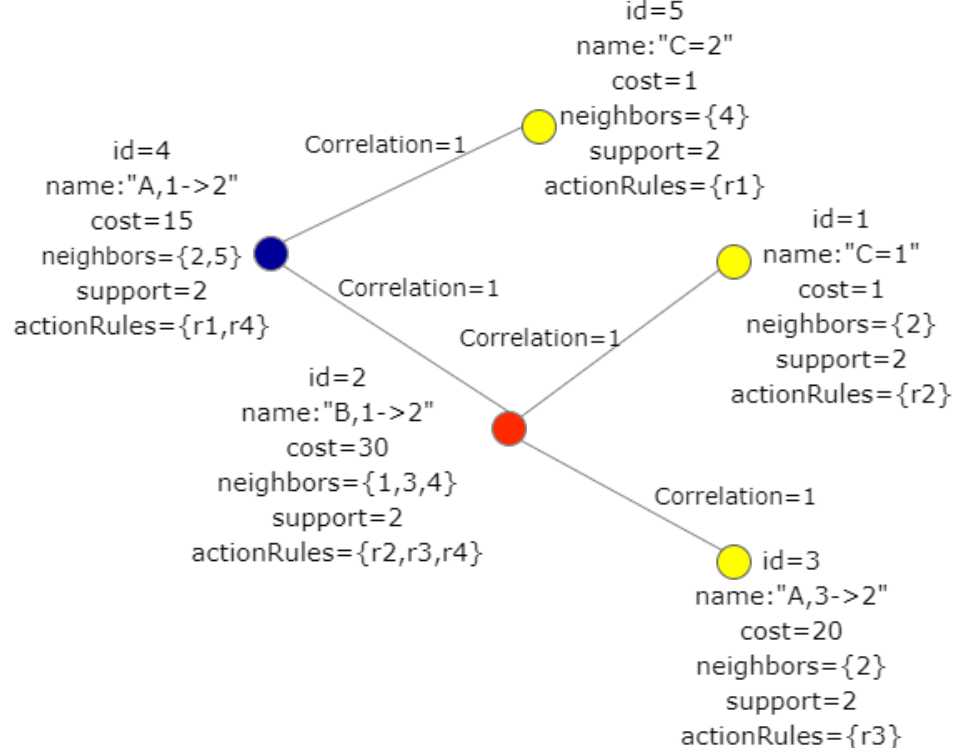 id=5
name:"C=2"
cost=1
neighbors={4}
support=2
actionRules={r1}
Correlation=1
id=4
name:"A,1->2"
cost=15
neighbors={2,5}
support=2
actionRules={r1,r4}
id=1
name:"C=1"
cost=1
neighbors={2}
support=2
actionRules={r2}
Correlation=1
Correlation=1
id=2
name:"B,1->2"
cost=30
neighbors={1,3,4}
support=2
actionRules={r2,r3,r4}
Correlation=1
id=3
name:"A,3->2"
cost=20
neighbors={2}
support=2
actionRules={r3}